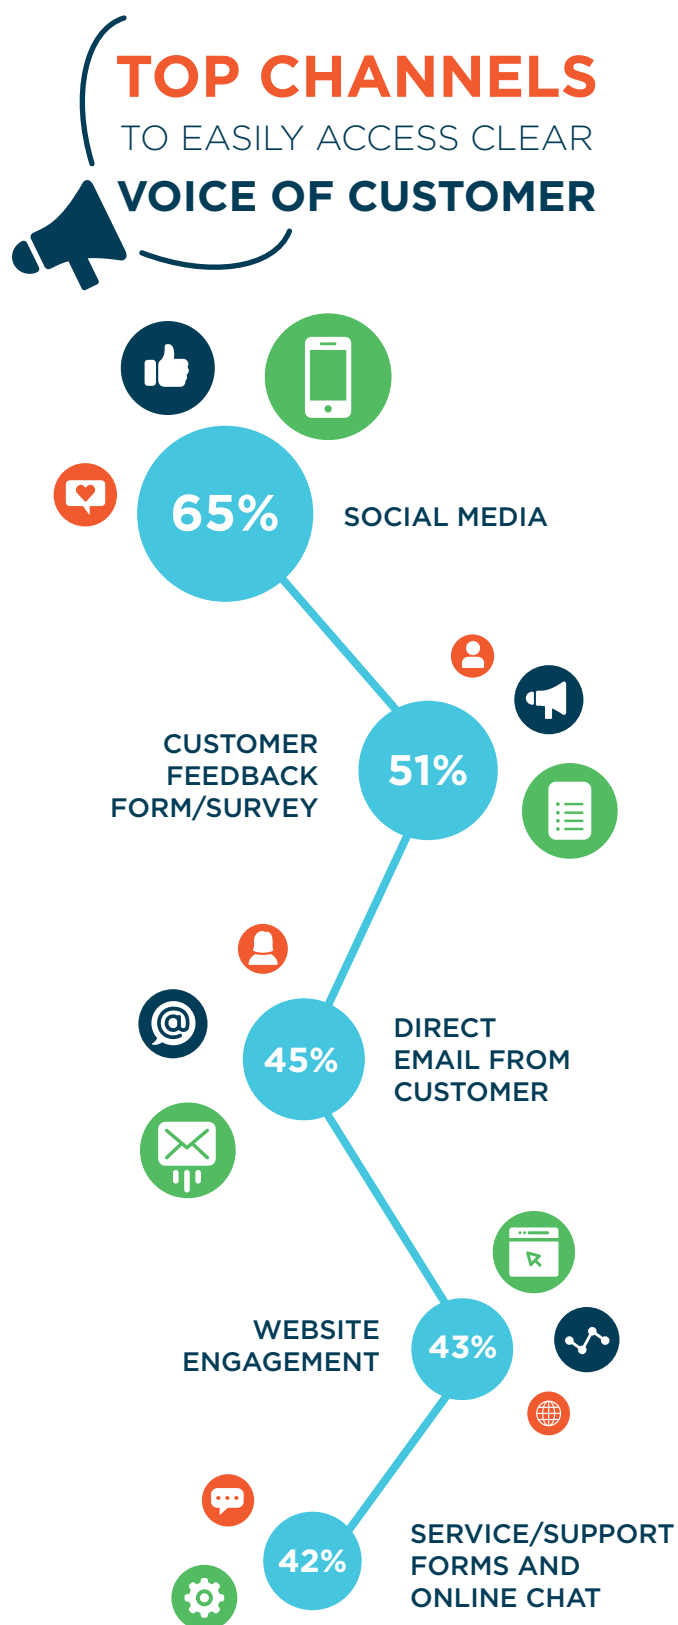 TOP CHANNELS
TO EASILY ACCESS CLEAR
VOICE OF CUSTOMER
65%
SOCIAL MEDIA
CUSTOMER
FEEDBACK
FORM/SURVEY
51%
45%
DIRECT
EMAIL FROM
CUSTOMER
WEBSITE
ENGAGEMENT
43%
42%
SERVICE/SUPPORT
FORMS AND
ONLINE CHAT